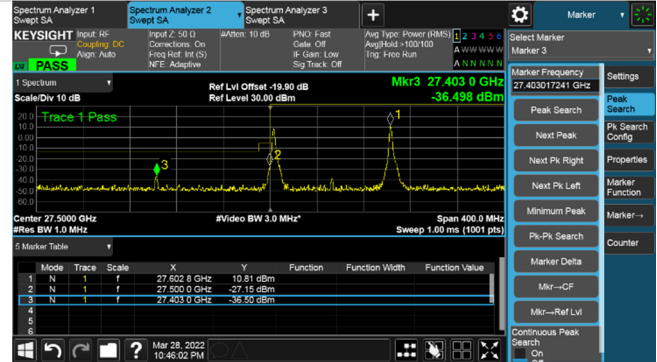 Spectrum Analyzer 1
Swept SA
Spectrum Analyzer 2
Swept SA
Spectrum Analyzer 3
Swept SA
+
Marker
KEYSIGHT
Input: RF
Coupling: DC
Align: Auto
Input Z: 50 Ω
Corrections: On
Freq Ref: Int (S)
NFE: Adaptive
#Atten: 10 dB
PNO: Fast
Gate: Off
IF Gain: Low
Sig Track: Off
Avg Type: Power (RMS)
Avg|Hold:>100/100
Trig: Free Run
1 2 3 4 5 6
A W W W W W
A N N N N N
PASS
Select Marker
Marker 3
1 Spectrum
Scale/Div 10 dB
Ref Lvl Offset -19.90 dB
Ref Level 30.00 dBm
Mkr3 27.403 0 GHz
-36.498 dBm
Trace 1 Pass
20.0
10.0
0.00
-10.0
-20.0
-30.0
-40.0
-50.0
-60.0
1
2
3
Center 27.5000 GHz
#Res BW 1.0 MHz
#Video BW 3.0 MHz*
Span 400.0 MHz
Sweep 1.00 ms (1001 pts)
5 Marker Table
Mode Trace Scale X Y Function Function Width Function Value
1 N 1 f 27.602 8 GHz 10.81 dBm
2 N 1 f 27.500 0 GHz -27.15 dBm
3 N 1 f 27.403 0 GHz -36.50 dBm
4
5
6
Marker Frequency
27.403017241 GHz
Peak Search
Next Peak
Next Pk Right
Next Pk Left
Minimum Peak
Pk-Pk Search
Marker Delta
Mkr→CF
Mkr→Ref Lvl
Continuous Peak
Search
On
Off
Settings
Peak
Search
Pk Search
Config
Properties
Marker
Function
Marker→
Counter
?
Mar 28, 2022
10:46:02 PM